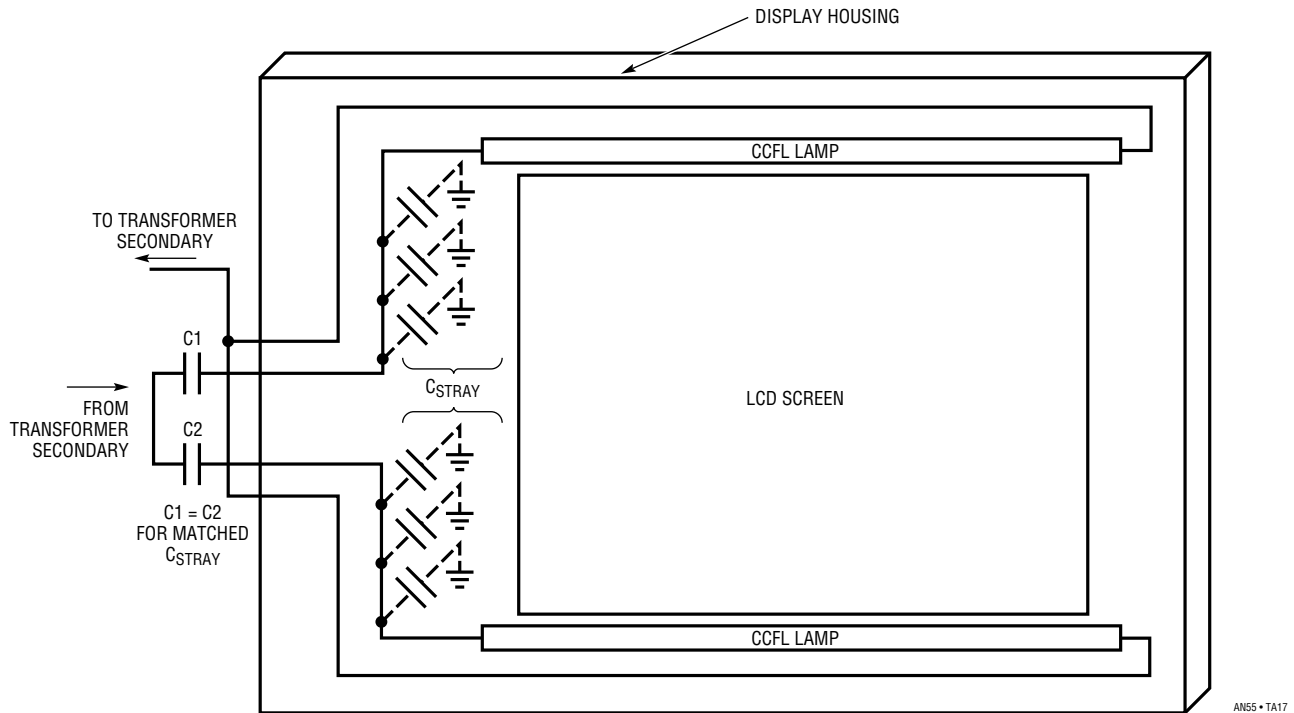 DISPLAY HOUSING
CCFL LAMP
TO TRANSFORMER
SECONDARY
C1
CSTRAY
LCD SCREEN
FROM
TRANSFORMER
SECONDARY
C2
C1 = C2
FOR MATCHED
CSTRAY
CCFL LAMP
AN55 • TA17